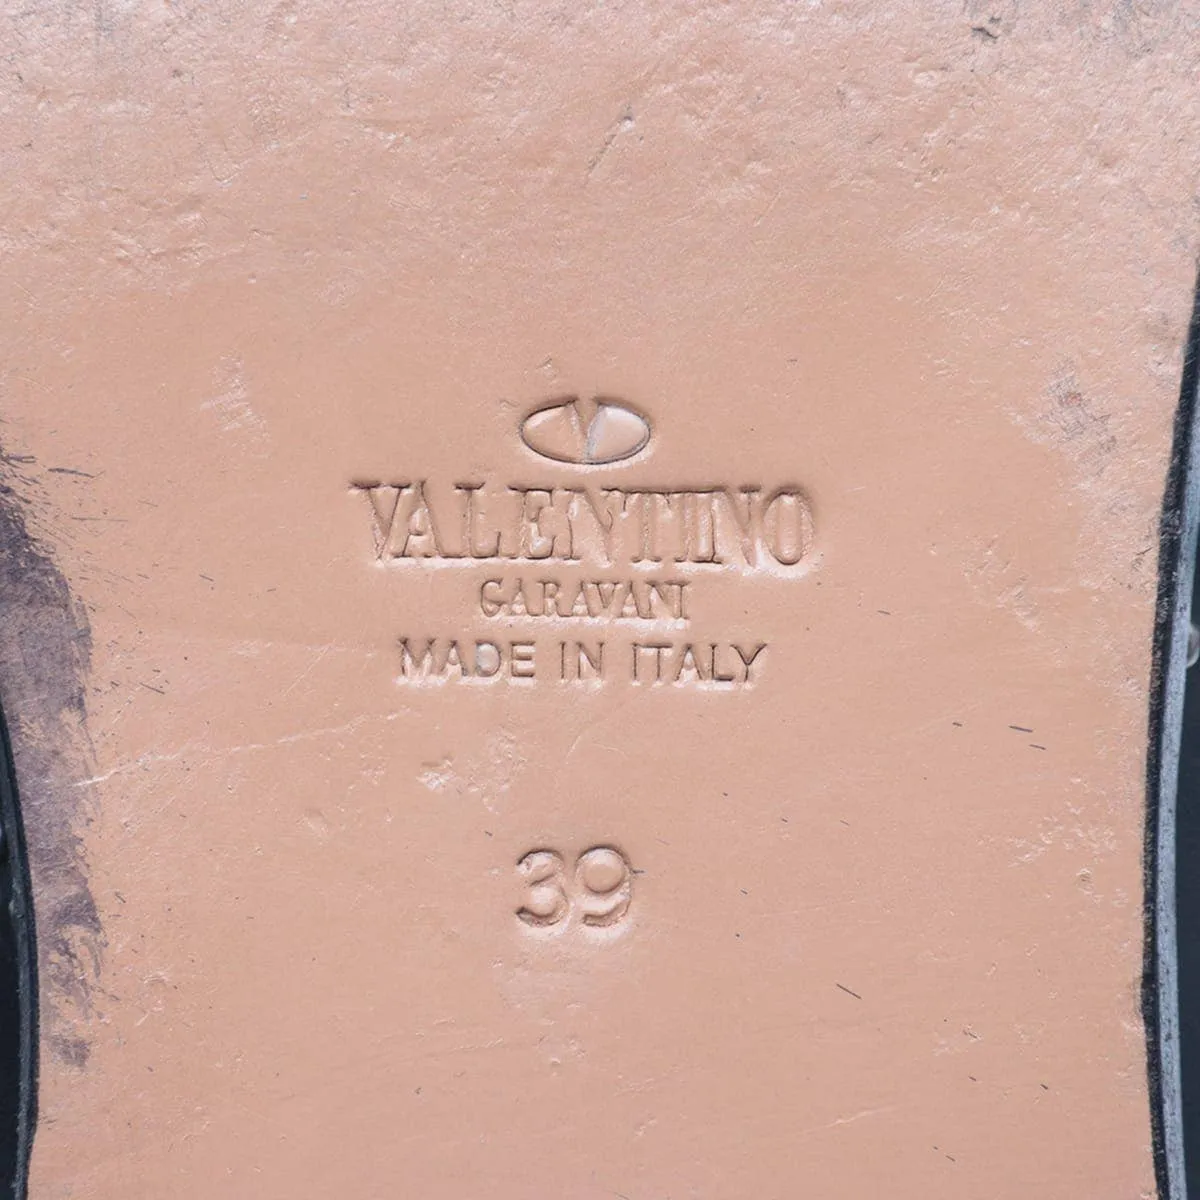 V
VALENTINO
GARAVANI
MADE IN ITALY
39